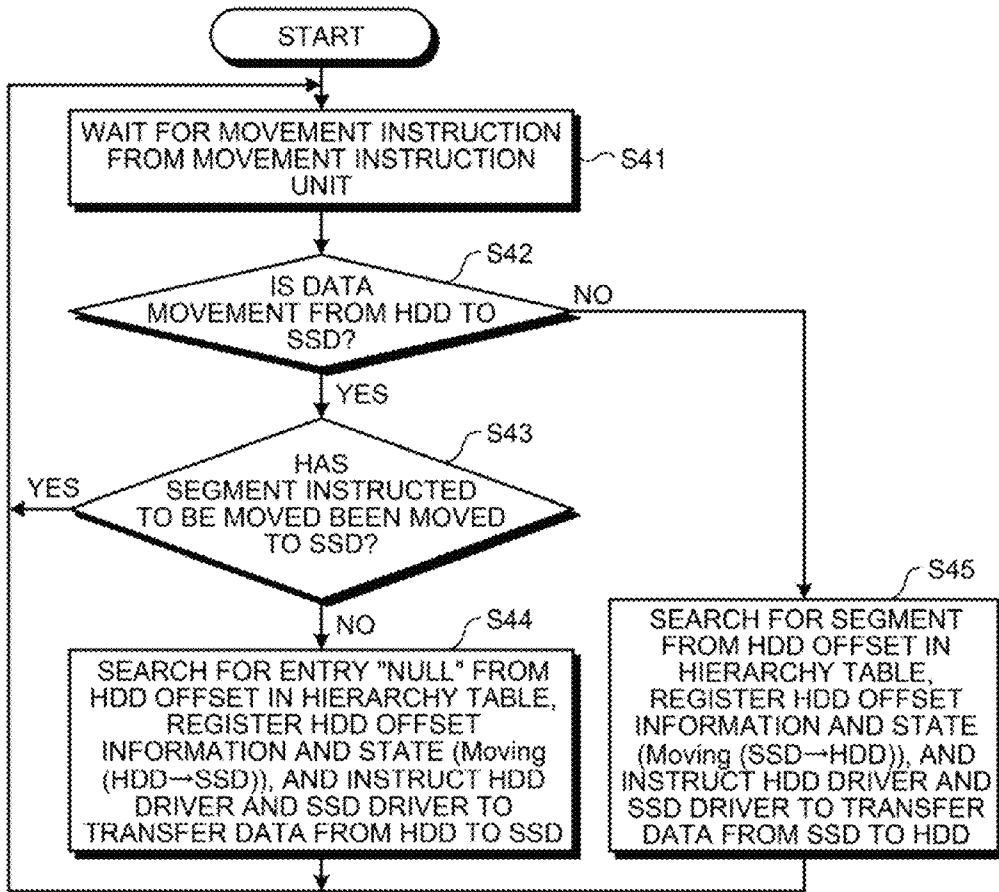 START
WAIT FOR MOVEMENT INSTRUCTION
FROM MOVEMENT INSTRUCTION
UNIT
S41
S42
IS DATA
MOVEMENT FROM HDD TO
SSD?
NO
YES
S43
HAS
SEGMENT INSTRUCTED
TO BE MOVED BEEN MOVED
TO SSD?
YES
NO
S44
SEARCH FOR ENTRY "NULL" FROM
HDD OFFSET IN HIERARCHY TABLE,
REGISTER HDD OFFSET
INFORMATION AND STATE (Moving
(HDD→SSD)), AND INSTRUCT HDD
DRIVER AND SSD DRIVER TO
TRANSFER DATA FROM HDD TO SSD
S45
SEARCH FOR SEGMENT
FROM HDD OFFSET IN
HIERARCHY TABLE,
REGISTER HDD OFFSET
INFORMATION AND STATE
(Moving (SSD→HDD)), AND
INSTRUCT HDD DRIVER AND
SSD DRIVER TO TRANSFER
DATA FROM SSD TO HDD